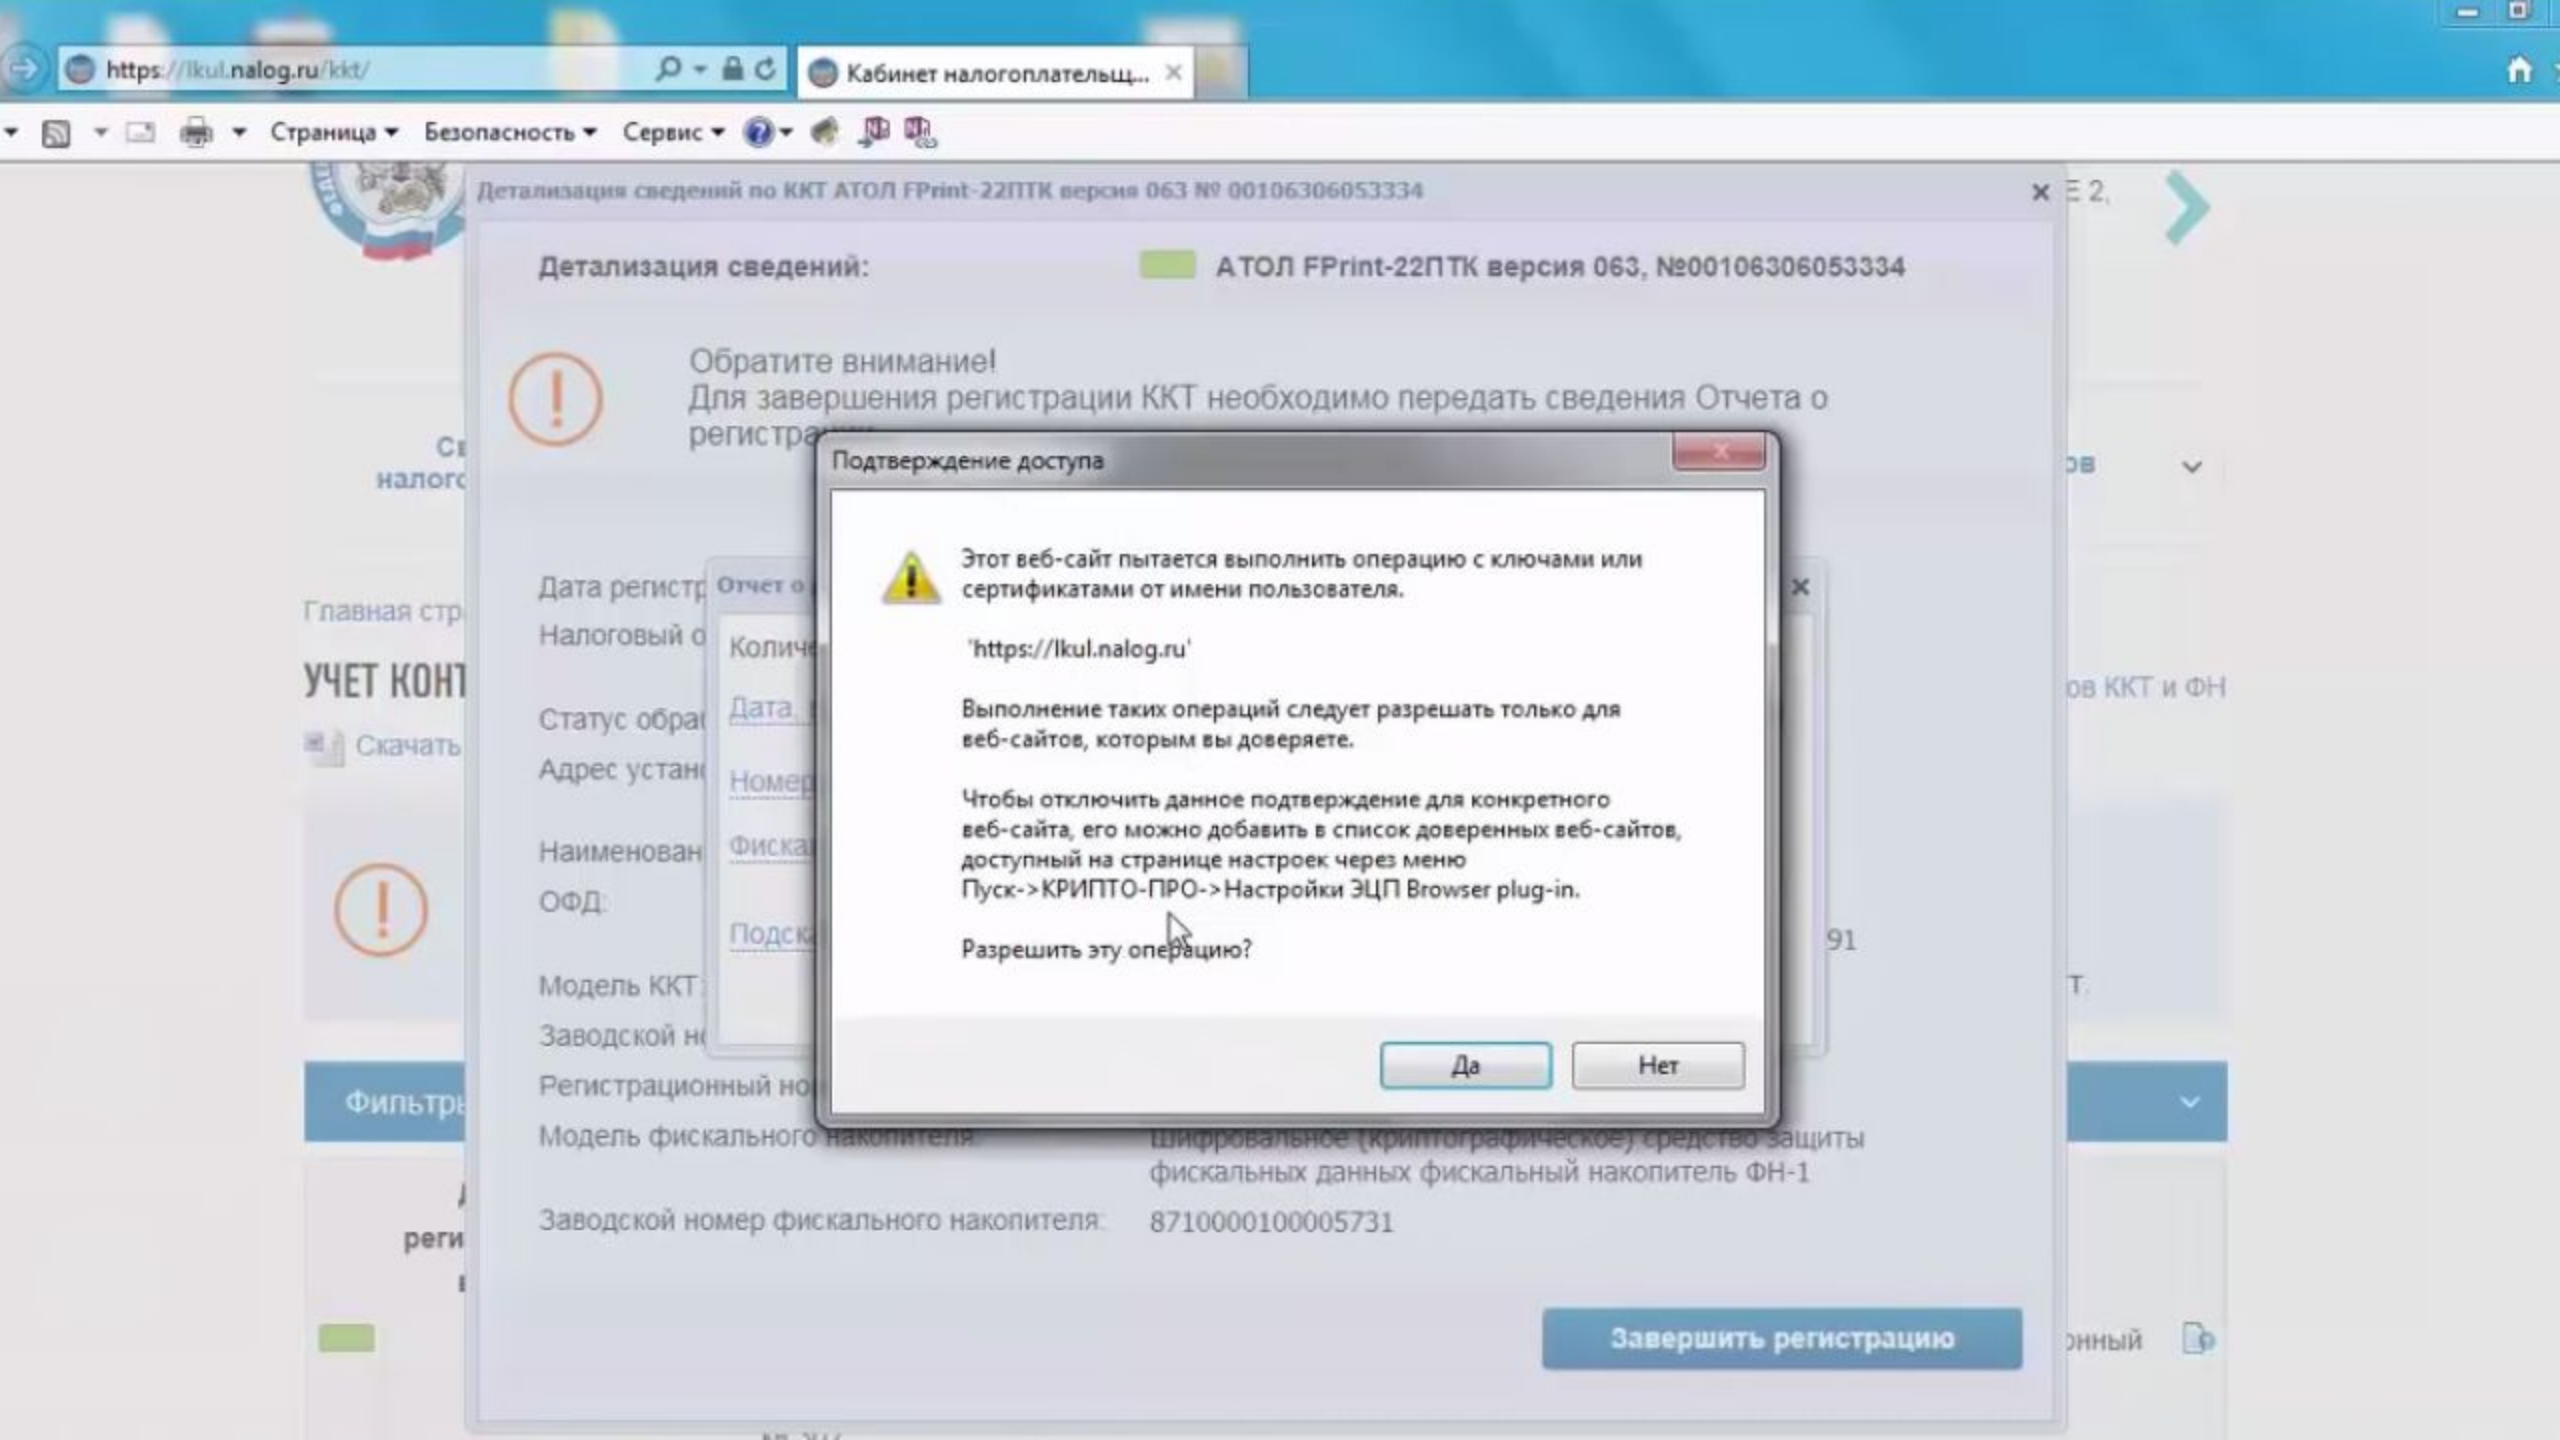 https://lkul.nalog.ru/kkt/
Кабинет налогоплательщ...
Страница
Безопасность
Сервис
Детализация сведений по ККТ АТОЛ FPrint-22ПТК версия 063 № 00106306053334
Е 2,
Детализация сведений:
АТОЛ FPrint-22ПТК версия 063, №00106306053334
Обратите внимание!
Для завершения регистрации ККТ необходимо передать сведения Отчета о
регистра
Подтверждение доступа
Этот веб-сайт пытается выполнить операцию с ключами или
сертификатами от имени пользователя.
'https://lkul.nalog.ru'
Выполнение таких операций следует разрешать только для
веб-сайтов, которым вы доверяете.
Чтобы отключить данное подтверждение для конкретного
веб-сайта, его можно добавить в список доверенных веб-сайтов,
доступный на странице настроек через меню
Пуск->КРИПТО-ПРО->Настройки ЭЦП Browser plug-in.
Разрешить эту операцию?
Да
Нет
налого
ов
Главная стр
УЧЕТ КОНТ
Скачать
ов ККТ и ФН
Дата регистр
Отчет о
Налоговый о
Количе
Статус обра
Дата,
Адрес устан
Номер
Наименован
Фиска
ОФД:
Подск
91
Модель ККТ:
Т.
Заводской н
Фильтры
Регистрационный но
Модель фискального накопителя
Шифровальное (криптографическое) средство защиты
фискальных данных фискальный накопитель ФН-1
Заводской номер фискального накопителя:
8710000100005731
реги
Завершить регистрацию
онный